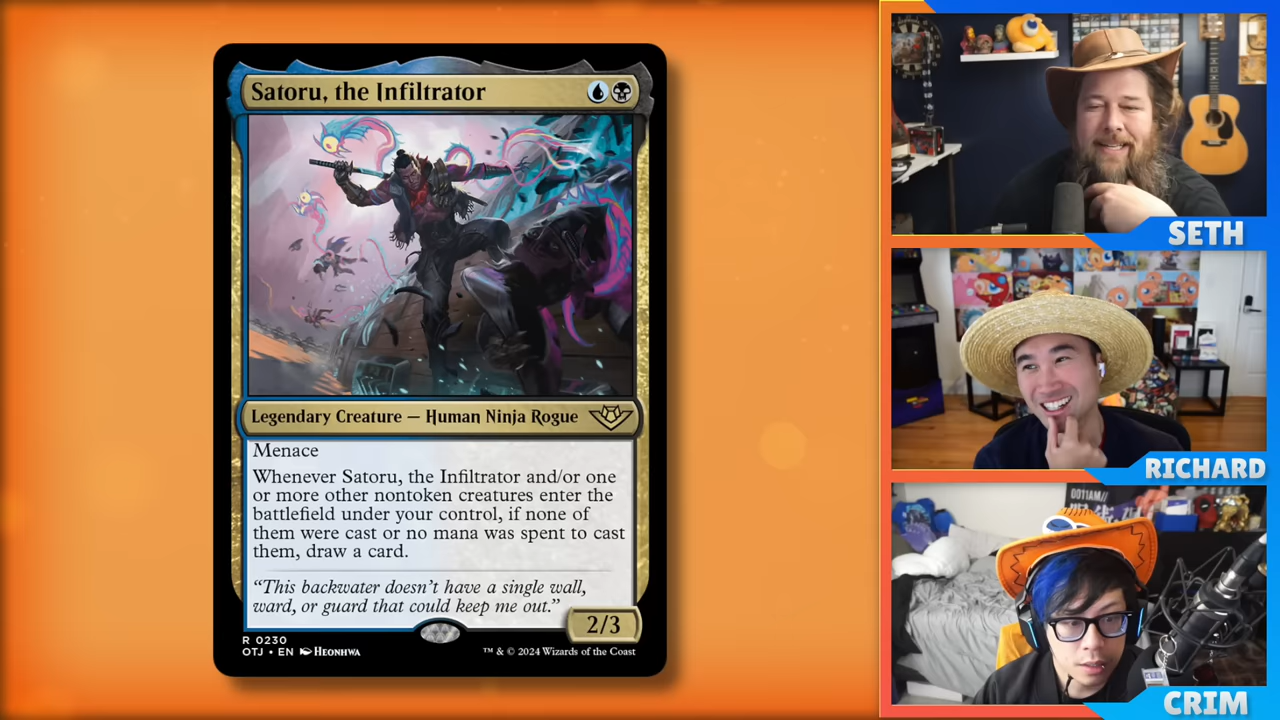 Satoru, the Infiltrator
Legendary Creature — Human Ninja Rogue
Menace
Whenever Satoru, the Infiltrator and/or one
or more other nontoken creatures enter the
battlefield under your control, if none of
them were cast or no mana was spent to cast
them, draw a card.
“This backwater doesn’t have a single wall,
ward, or guard that could keep me out.”
2/3
R 0230
OTJ • EN HEONHWA
™ & © 2024 Wizards of the Coast
SETH
RICHARD
0011AM//
CRIM